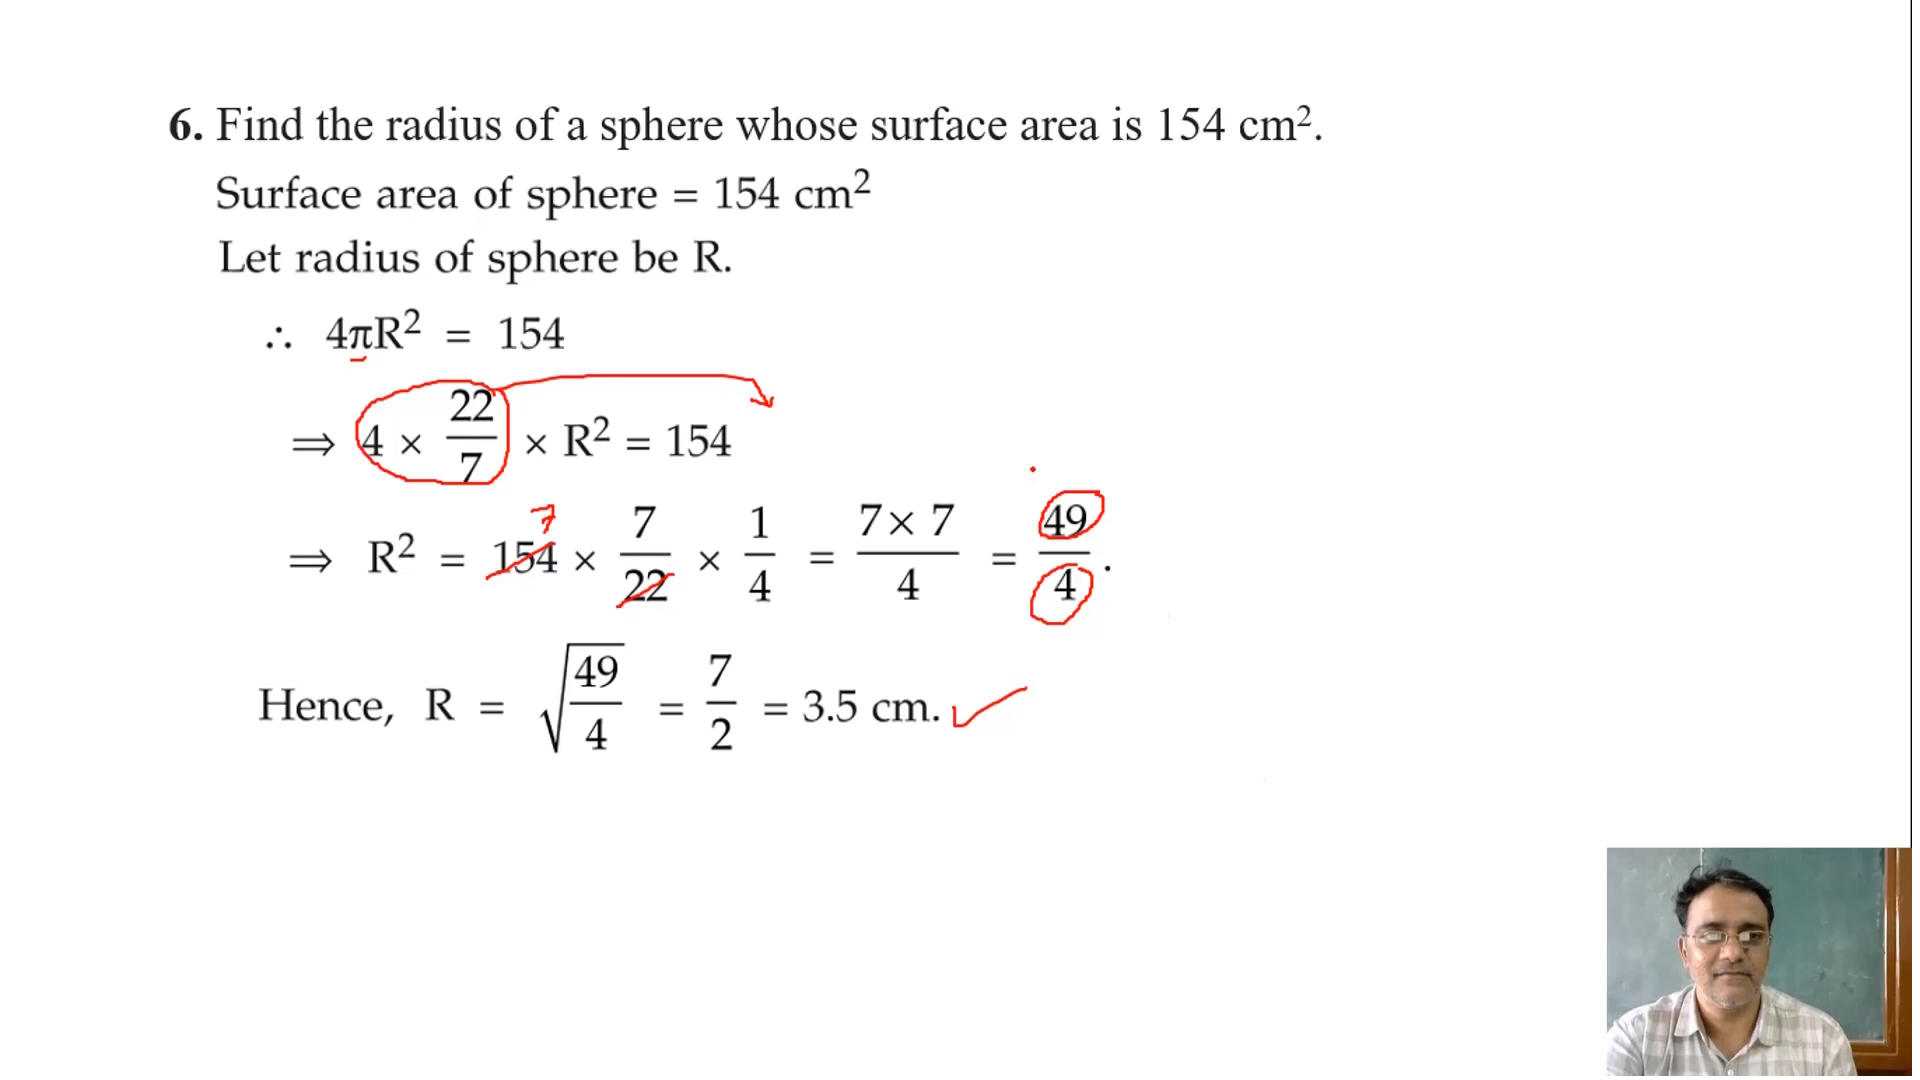 6. Find the radius of a sphere whose surface area is 154 cm².
Surface area of sphere = 154 cm²
Let radius of sphere be R.
∴ 4πR² = 154
⇒ 4 × 22/7 × R² = 154
7
⇒ R² = 154 × 7/22 × 1/4 = 7 × 7/4 = 49/4.
Hence, R = √(49/4) = 7/2 = 3.5 cm.